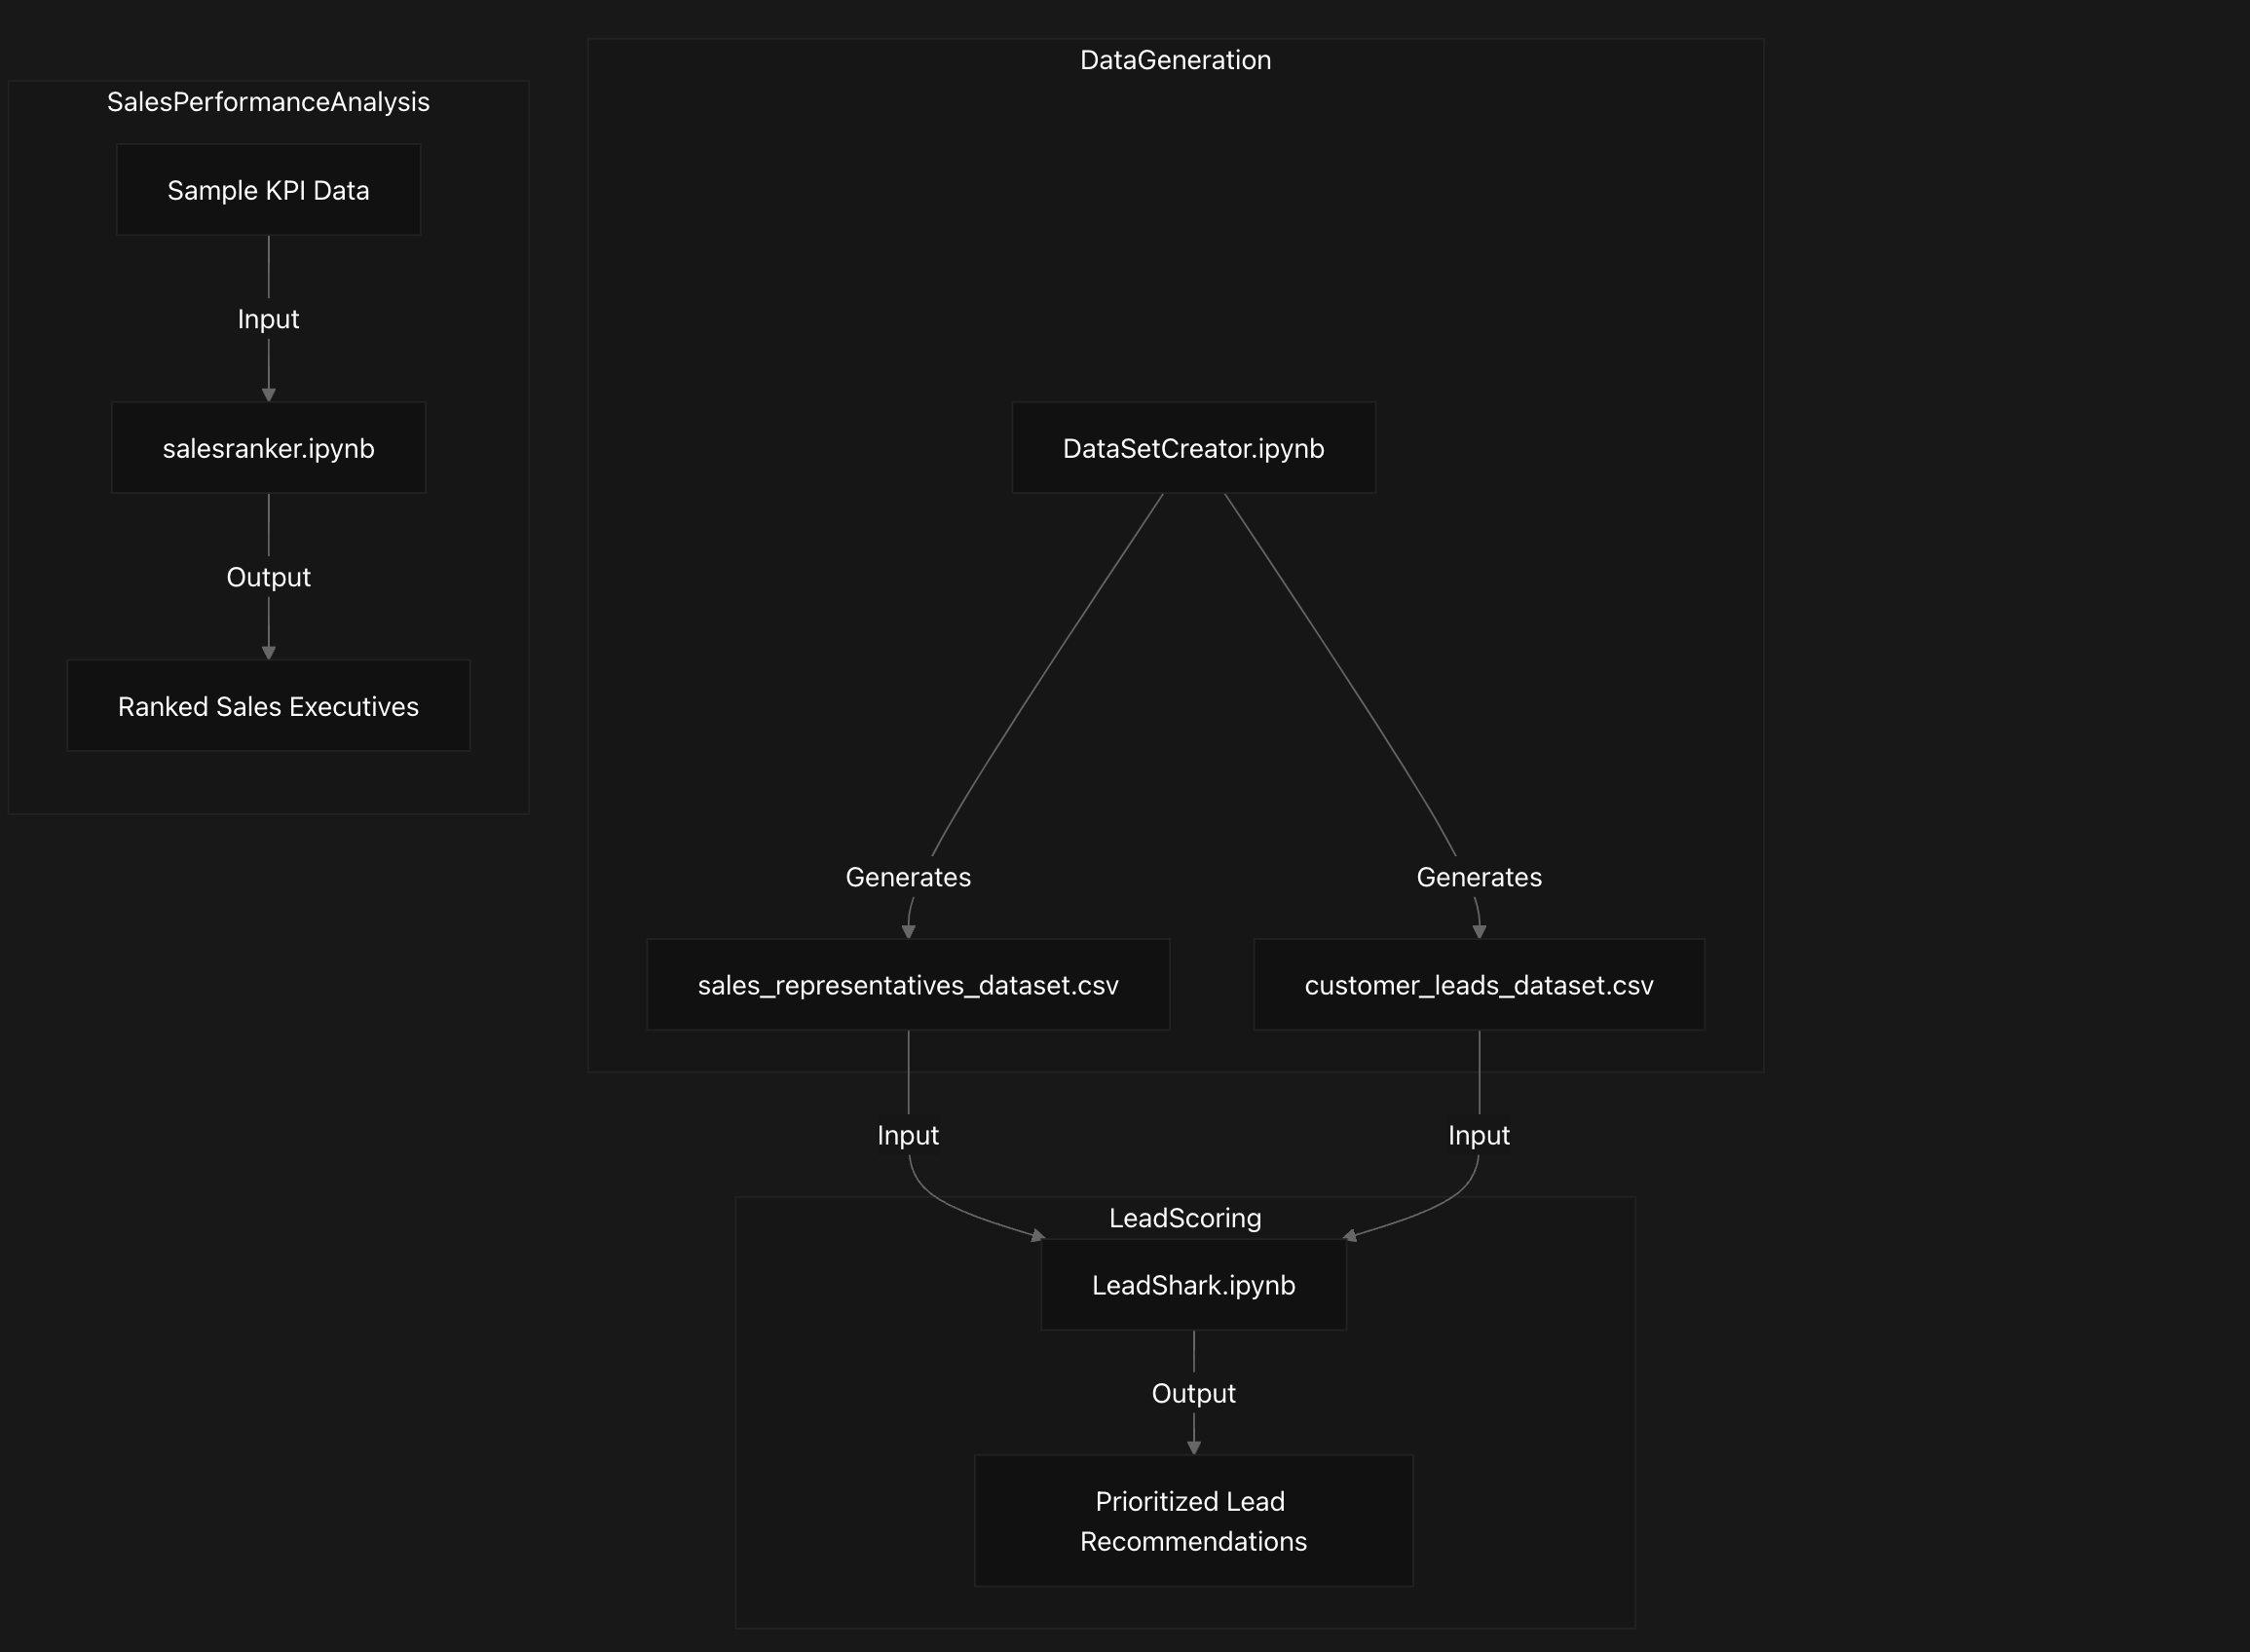 SalesPerformanceAnalysis
Sample KPI Data
Input
salesranker.ipynb
Output
Ranked Sales Executives
DataGeneration
DataSetCreator.ipynb
Generates
Generates
sales_representatives_dataset.csv
customer_leads_dataset.csv
Input
Input
LeadScoring
LeadShark.ipynb
Output
Prioritized Lead
Recommendations